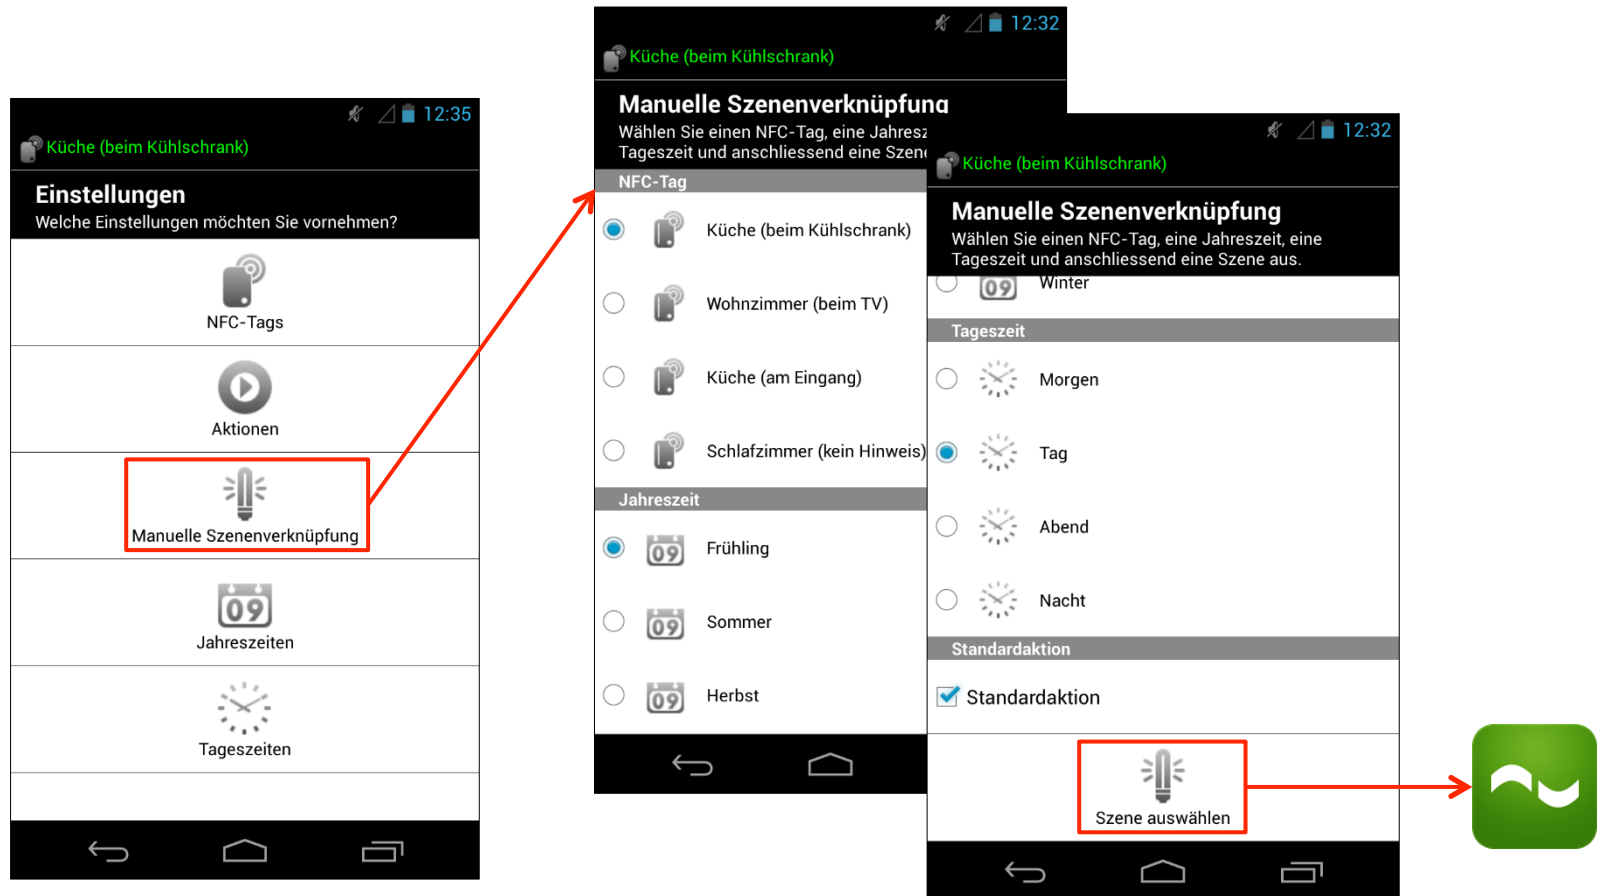 12:35
Küche (beim Kühlschrank)
Einstellungen
Welche Einstellungen möchten Sie vornehmen?
NFC-Tags
Aktionen
Manuelle Szenenverknüpfung
09
Jahreszeiten
Tageszeiten
12:32
Küche (beim Kühlschrank)
Manuelle Szenenverknüpfung
Wählen Sie einen NFC-Tag, eine Jahresz
Tageszeit und anschliessend eine Szene
NFC-Tag
Küche (beim Kühlschrank)
Wohnzimmer (beim TV)
Küche (am Eingang)
Schlafzimmer (kein Hinweis)
Jahreszeit
09 Frühling
09 Sommer
09 Herbst
12:32
Küche (beim Kühlschrank)
Manuelle Szenenverknüpfung
Wählen Sie einen NFC-Tag, eine Jahreszeit, eine
Tageszeit und anschliessend eine Szene aus.
09 Winter
Tageszeit
Morgen
Tag
Abend
Nacht
Standardaktion
Standardaktion
Szene auswählen